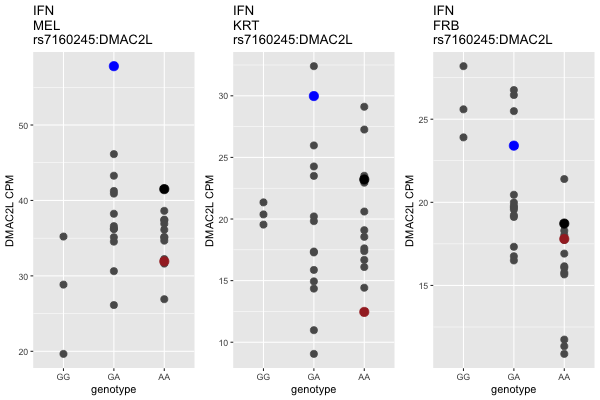 IFN
MEL
rs7160245:DMAC2L
DMAC2L CPM
50
40
30
20
GG GA AA
genotype
IFN
KRT
rs7160245:DMAC2L
DMAC2L CPM
30
25
20
15
10
GG GA AA
genotype
IFN
FRB
rs7160245:DMAC2L
DMAC2L CPM
25
20
15
GG GA AA
genotype